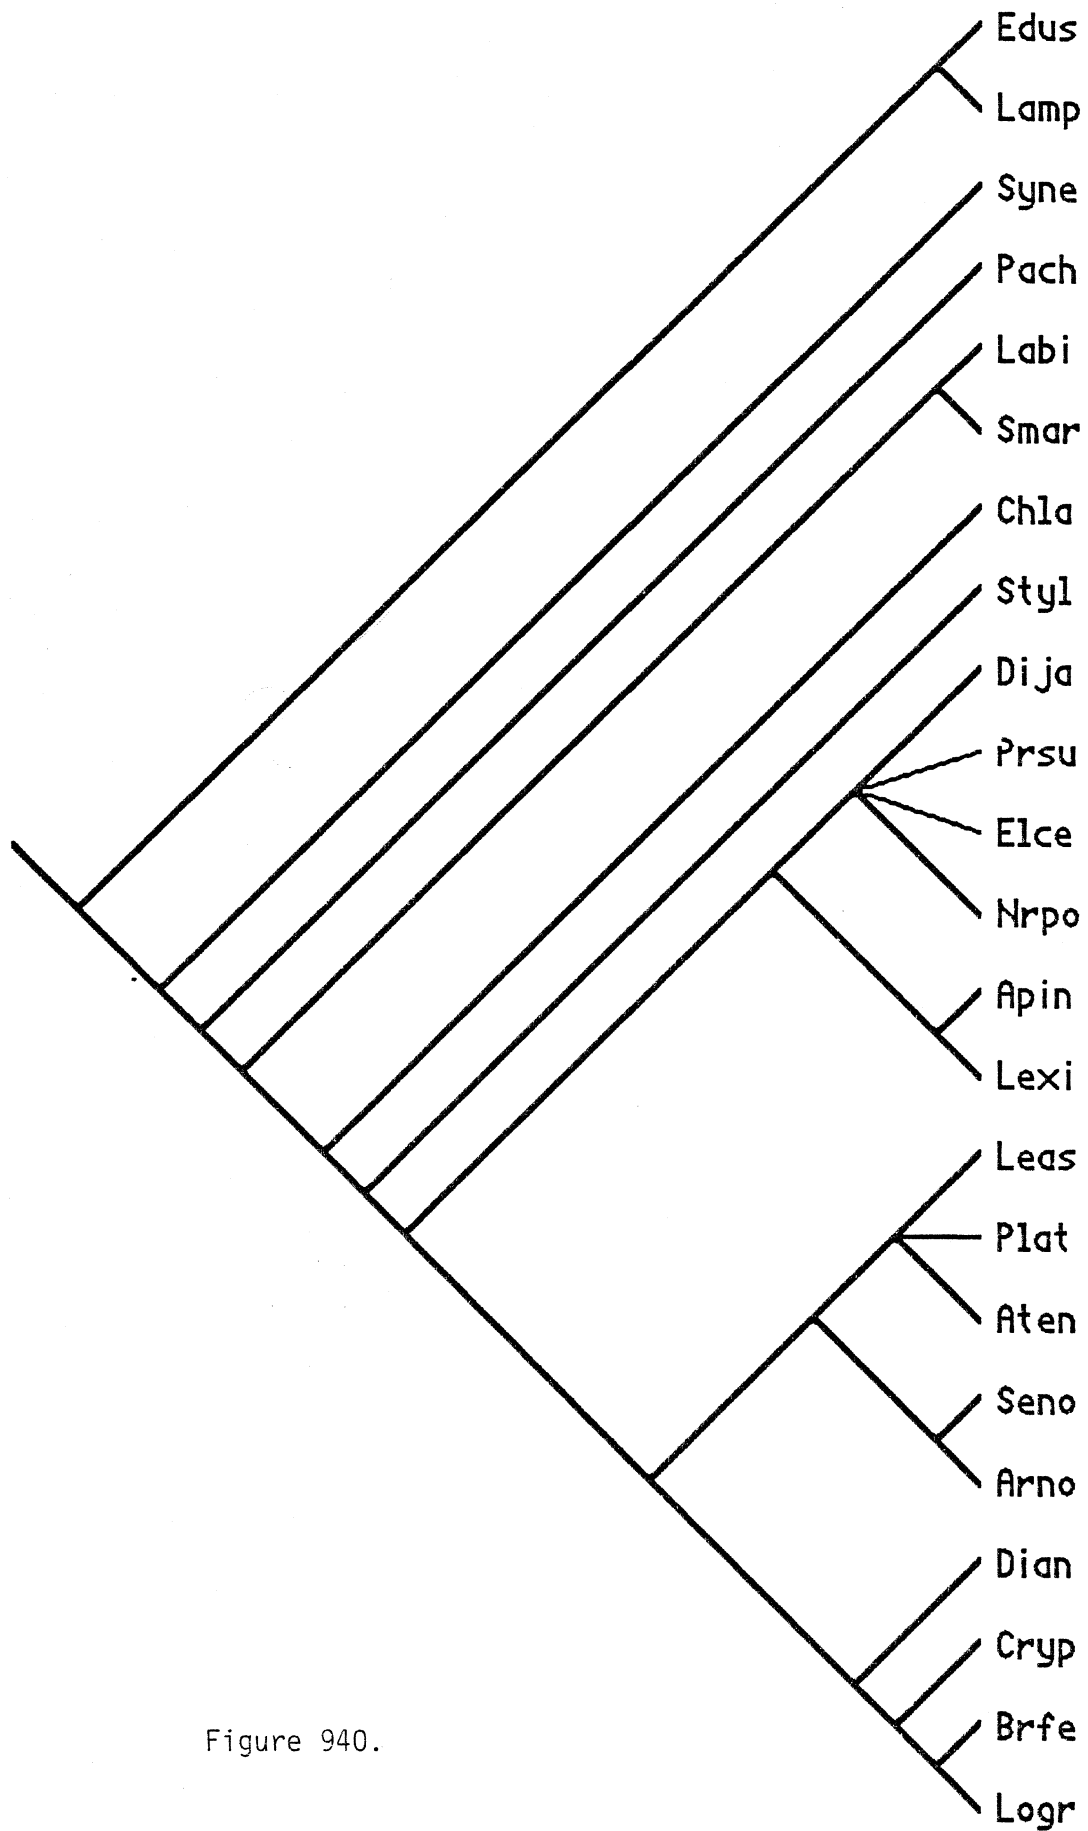 Edus
Lamp
Syne
Pach
Labi
Smar
Chla
Styl
Dija
Prsu
Elce
Nrpo
Apin
Lexi
Leas
Plat
Aten
Seno
Arno
Dian
Cryp
Brfe
Logr
Figure 940.